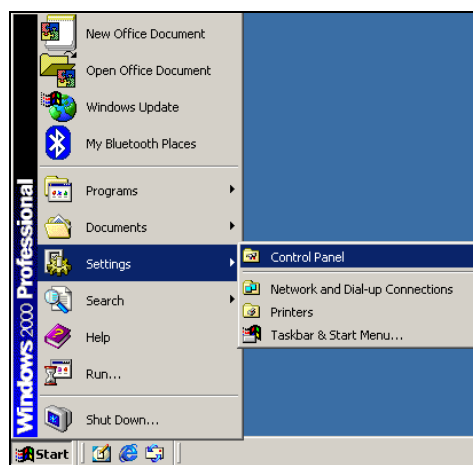 New Office Document
Open Office Document
Windows Update
My Bluetooth Places
Programs
Documents
Settings
Search
Help
Run...
Shut Down...
Control Panel
Network and Dial-up Connections
Printers
Taskbar & Start Menu...
Windows 2000 Professional
Start